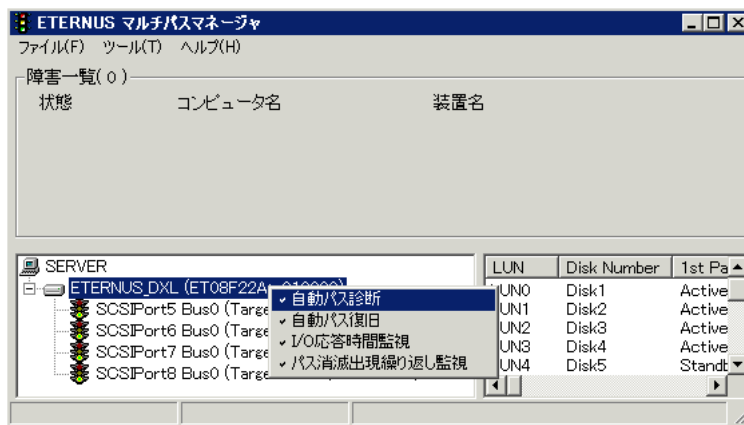 ETERNUS マルチパスマネージャ
ファイル(F) ツール(T) ヘルプ(H)
障害一覧( 0 )
状態 コンピュータ名 装置名
SERVER
ETERNUS_DXL (ET08F22A
SCSIPort5 Bus0 (Targe
SCSIPort6 Bus0 (Targe
SCSIPort7 Bus0 (Targe
SCSIPort8 Bus0 (Targe
自動パス診断
自動パス復旧
I/O応答時間監視
パス消滅出現繰り返し監視
LUN Disk Number 1st Pa
LUN0 Disk1 Active
LUN1 Disk2 Active
LUN2 Disk3 Active
LUN3 Disk4 Active
LUN4 Disk5 Standb